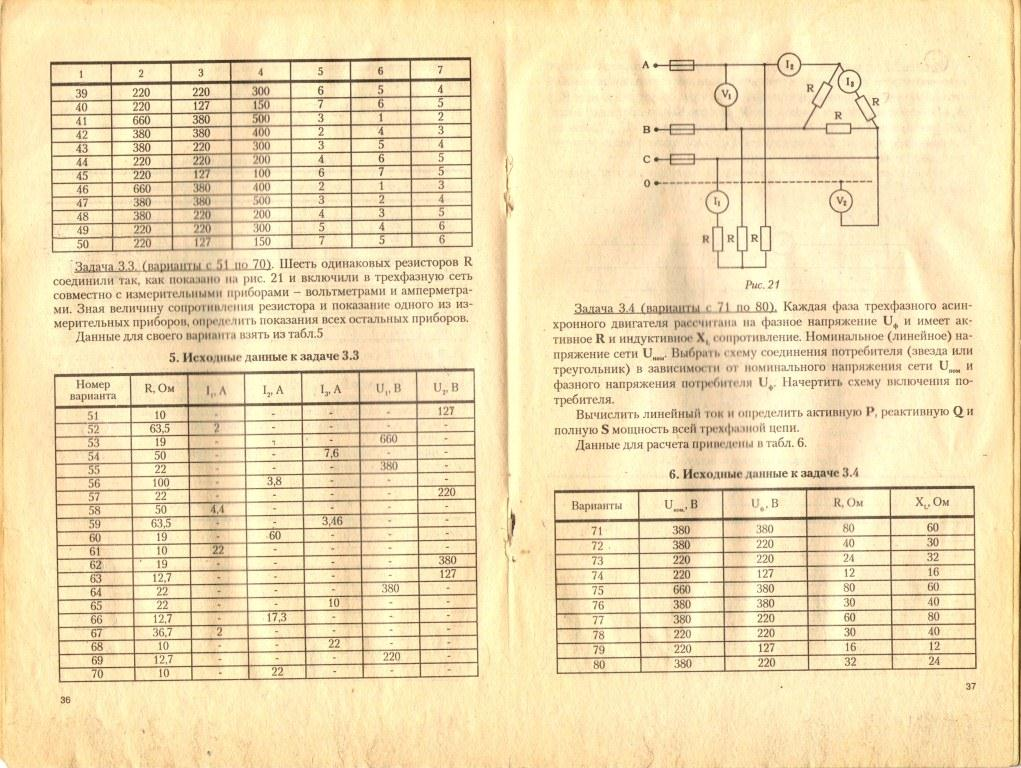 1 2 3 4 5 6 7
39 220 220 300 6 5 4
40 220 127 150 7 6 5
41 660 380 500 3 1 2
42 380 380 400 2 4 3
43 380 220 300 3 5 4
44 220 220 200 4 6 5
45 220 127 100 6 7 5
46 660 380 400 2 1 3
47 380 380 500 3 2 4
48 380 220 200 4 3 5
49 220 220 300 5 4 6
50 220 127 150 7 5 6
Задача 3.3. (варианты с 51 по 70). Шесть одинаковых резисторов R
соединили так, как показано на рис. 21 и включили в трехфазную сеть
совместно с измерительными приборами – вольтметрами и амперметра-
ми. Зная величину сопротивления резистора и показание одного из из-
мерительных приборов, определить показания всех остальных приборов.
Данные для своего варианта взять из табл.5
5. Исходные данные к задаче 3.3
Номер варианта R, Ом I₁, А I₂, А I₃, А U₁, В U₂, В
51 10 - - - - 127
52 63,5 2 - - - -
53 19 - - - 660 -
54 50 - - 7,6 - -
55 22 - - - 380 -
56 100 - 3,8 - - -
57 22 - - - - 220
58 50 4,4 - - - -
59 63,5 - - 3,46 - -
60 19 - 60 - - -
61 10 22 - - - -
62 19 - - - - 380
63 12,7 - - - - 127
64 22 - - - 380 -
65 22 - - 10 - -
66 12,7 - 17,3 - - -
67 36,7 2 - - - -
68 10 - - 22 - -
69 12,7 - - - 220 -
70 10 - 22 - - -
36
A I₂
V₁ R I₃ R
B R
C
0
I₁ V₂
R R R
Рис. 21
Задача 3.4 (варианты с 71 по 80). Каждая фаза трехфазного асин-
хронного двигателя рассчитана на фазное напряжение Uф и имеет ак-
тивное R и индуктивное X_L сопротивление. Номинальное (линейное) на-
пряжение сети Uном. Выбрать схему соединения потребителя (звезда или
треугольник) в зависимости от номинального напряжения сети Uном и
фазного напряжения потребителя Uф. Начертить схему включения по-
требителя.
Вычислить линейный ток и определить активную P, реактивную Q и
полную S мощность всей трехфазной цепи.
Данные для расчета приведены в табл. 6.
6. Исходные данные к задаче 3.4
Варианты Uном, В Uф, В R, Ом X_L, Ом
71 380 380 80 60
72 380 220 40 30
73 220 220 24 32
74 220 127 12 16
75 660 380 80 60
76 380 380 30 40
77 380 220 60 80
78 220 220 30 40
79 220 127 16 12
80 380 220 32 24
37